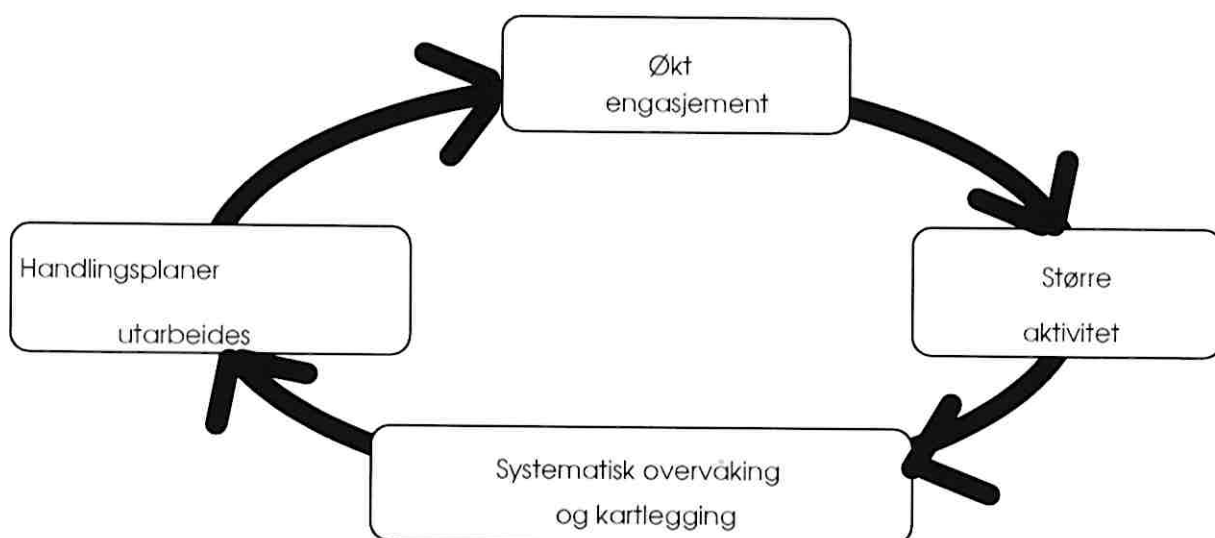 Økt
engasjement
Større
aktivitet
Systematisk overvåking
og kartlegging
Handlingsplaner
utarbeides